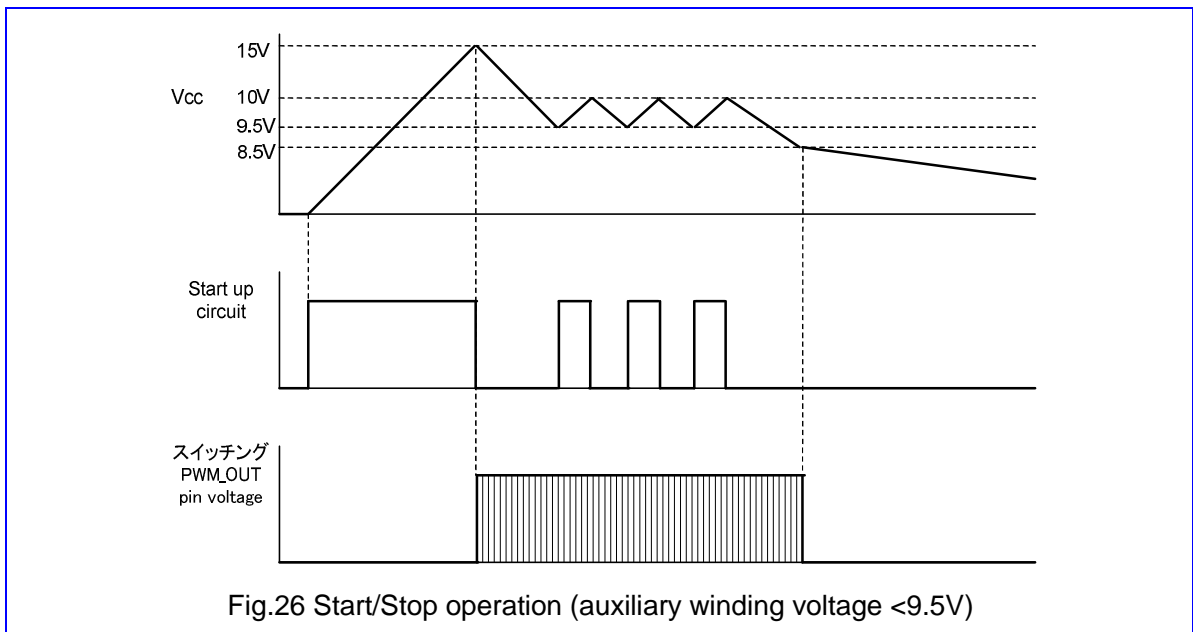 15V
Vcc
10V
9.5V
8.5V
Start up
circuit
スイッチング
PWM_OUT
pin voltage
Fig.26 Start/Stop operation (auxiliary winding voltage <9.5V)